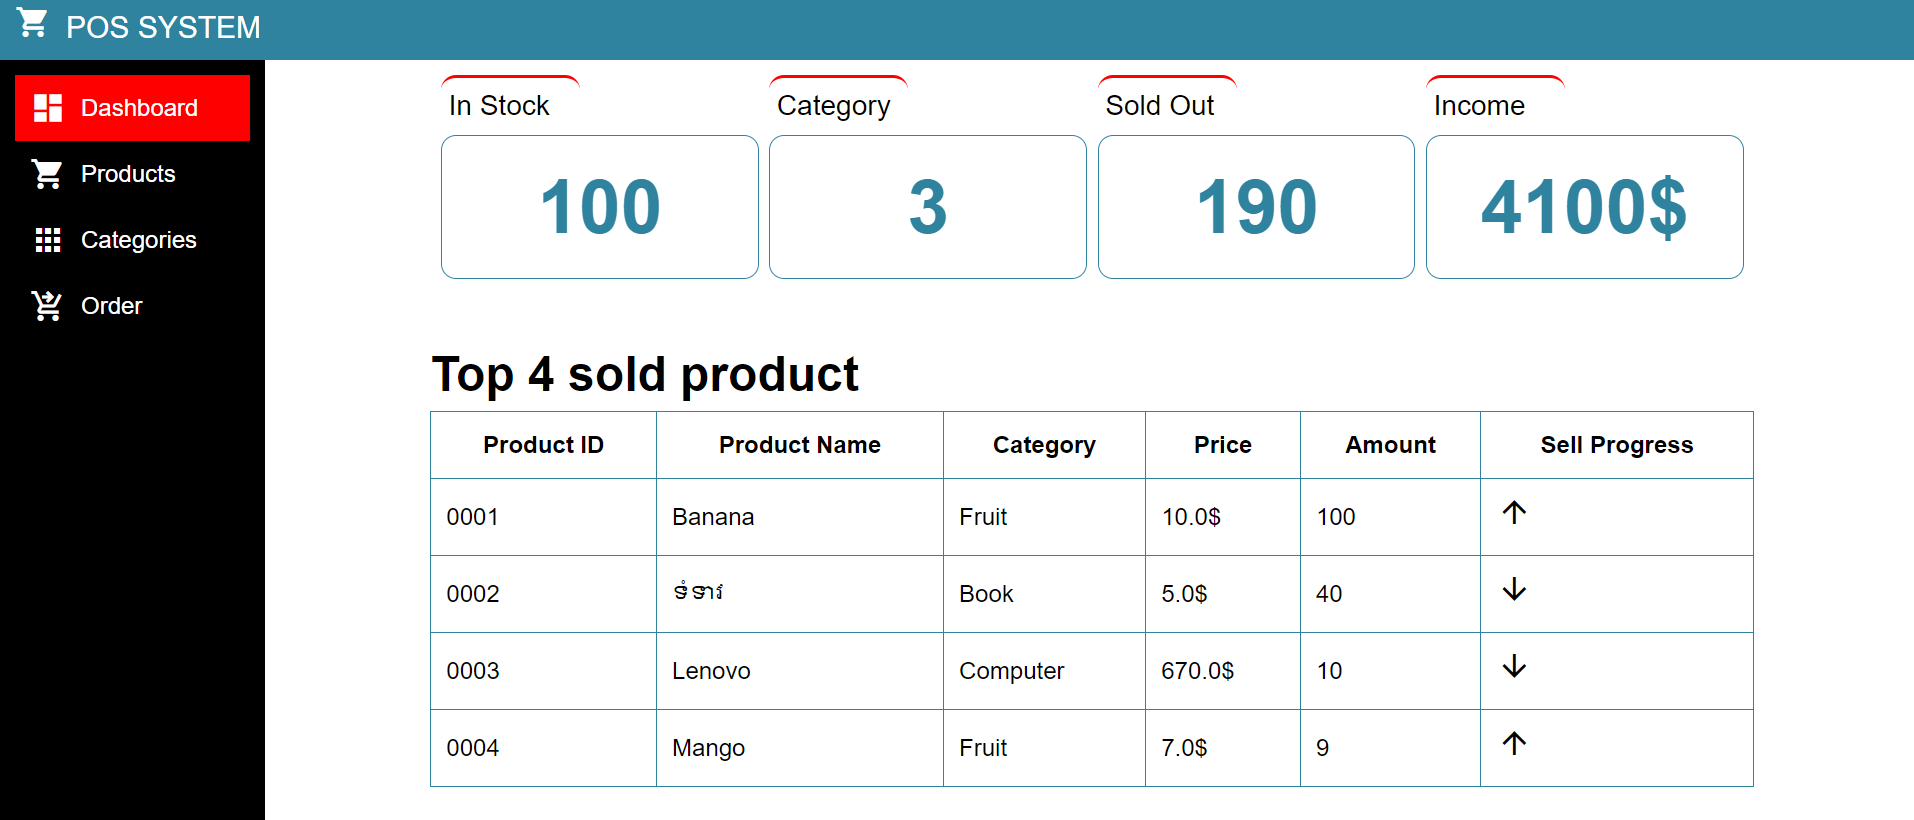 POS SYSTEM
Dashboard
Products
Categories
Order
In Stock Category Sold Out Income
100 3 190 4100$
Top 4 sold product
Product ID Product Name Category Price Amount Sell Progress
0001 Banana Fruit 10.0$ 100
0002 ទំទាវ Book 5.0$ 40
0003 Lenovo Computer 670.0$ 10
0004 Mango Fruit 7.0$ 9